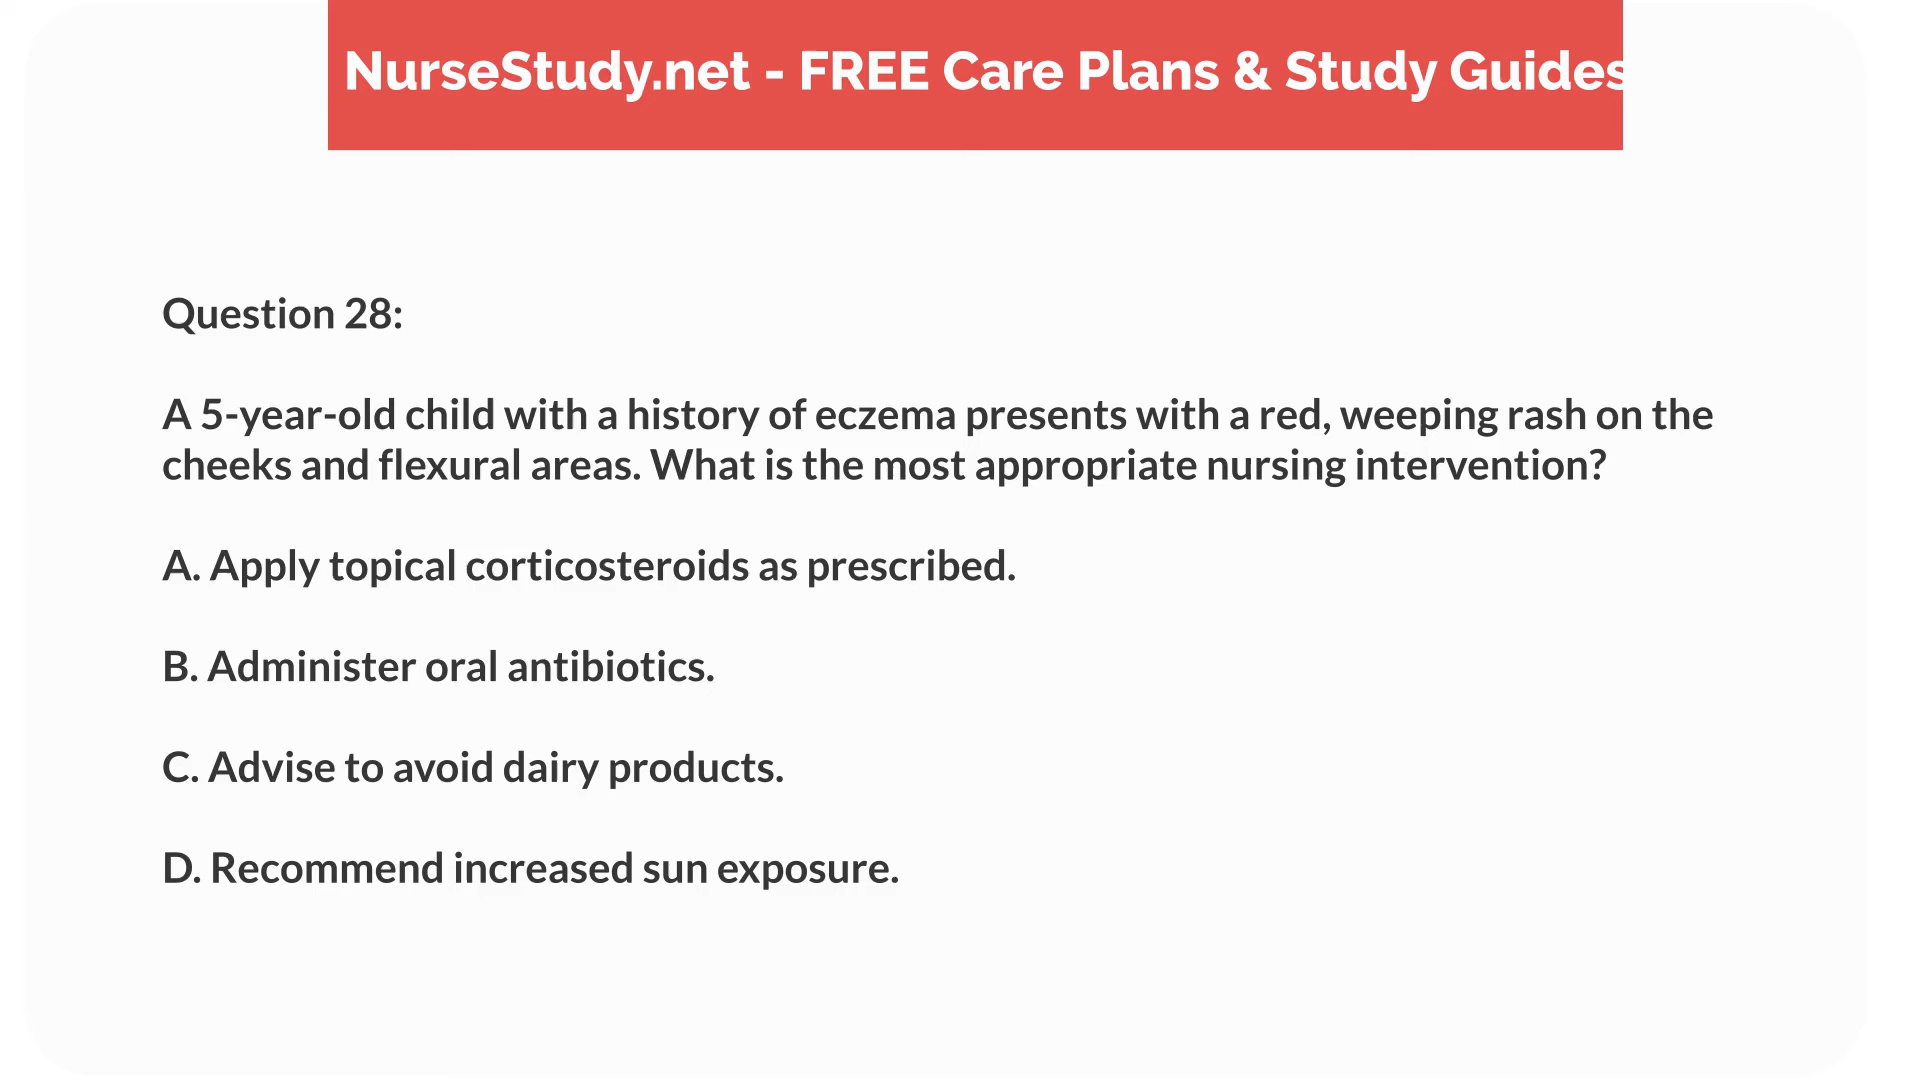 NurseStudy.net - FREE Care Plans & Study Guides
Question 28:
A 5-year-old child with a history of eczema presents with a red, weeping rash on the
cheeks and flexural areas. What is the most appropriate nursing intervention?
A. Apply topical corticosteroids as prescribed.
B. Administer oral antibiotics.
C. Advise to avoid dairy products.
D. Recommend increased sun exposure.